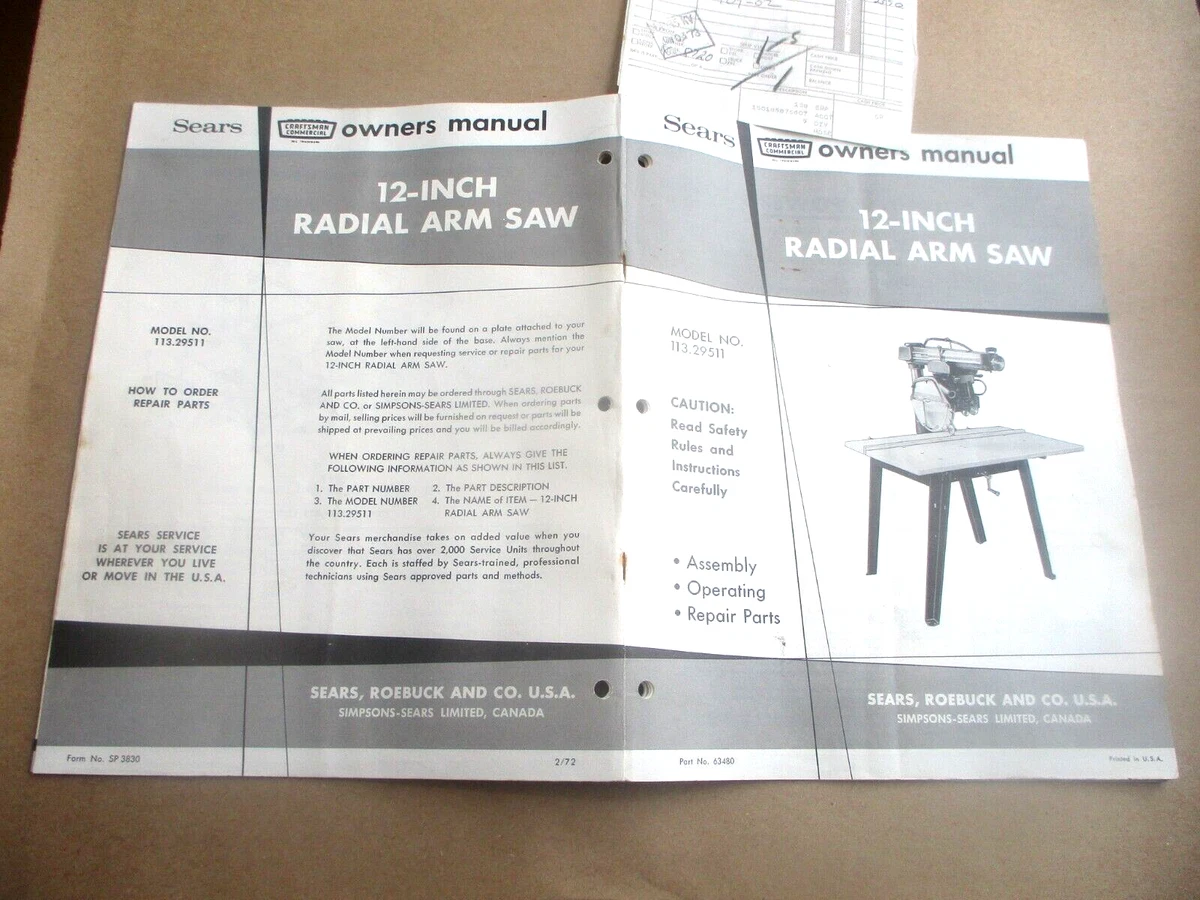 Sears
CRAFTSMAN
COMMERCIAL
owners manual
12-INCH
RADIAL ARM SAW
MODEL NO.
113.29511
HOW TO ORDER
REPAIR PARTS
SEARS SERVICE
IS AT YOUR SERVICE
WHEREVER YOU LIVE
OR MOVE IN THE U.S.A.
The Model Number will be found on a plate attached to your
saw, at the left-hand side of the base. Always mention the
Model Number when requesting service or repair parts for your
12-INCH RADIAL ARM SAW.
All parts listed herein may be ordered through SEARS, ROEBUCK
AND CO. or SIMPSONS-SEARS LIMITED. When ordering parts
by mail, selling prices will be furnished on request or parts will be
shipped at prevailing prices and you will be billed accordingly.
WHEN ORDERING REPAIR PARTS, ALWAYS GIVE THE
FOLLOWING INFORMATION AS SHOWN IN THIS LIST.
1. The PART NUMBER 2. The PART DESCRIPTION
3. The MODEL NUMBER 4. The NAME of ITEM — 12-INCH
113.29511 RADIAL ARM SAW
Your Sears merchandise takes on added value when you
discover that Sears has over 2,000 Service Units throughout
the country. Each is staffed by Sears-trained, professional
technicians using Sears approved parts and methods.
SEARS, ROEBUCK AND CO. U.S.A.
SIMPSONS-SEARS LIMITED, CANADA
Form No. SP3830
2/72
Sears
CRAFTSMAN
COMMERCIAL
owners manual
12-INCH
RADIAL ARM SAW
MODEL NO.
113.29511
CAUTION:
Read Safety
Rules and
Instructions
Carefully
• Assembly
• Operating
• Repair Parts
SEARS, ROEBUCK AND CO. U.S.A.
SIMPSONS-SEARS LIMITED, CANADA
Part No. 63480
Printed in U.S.A.